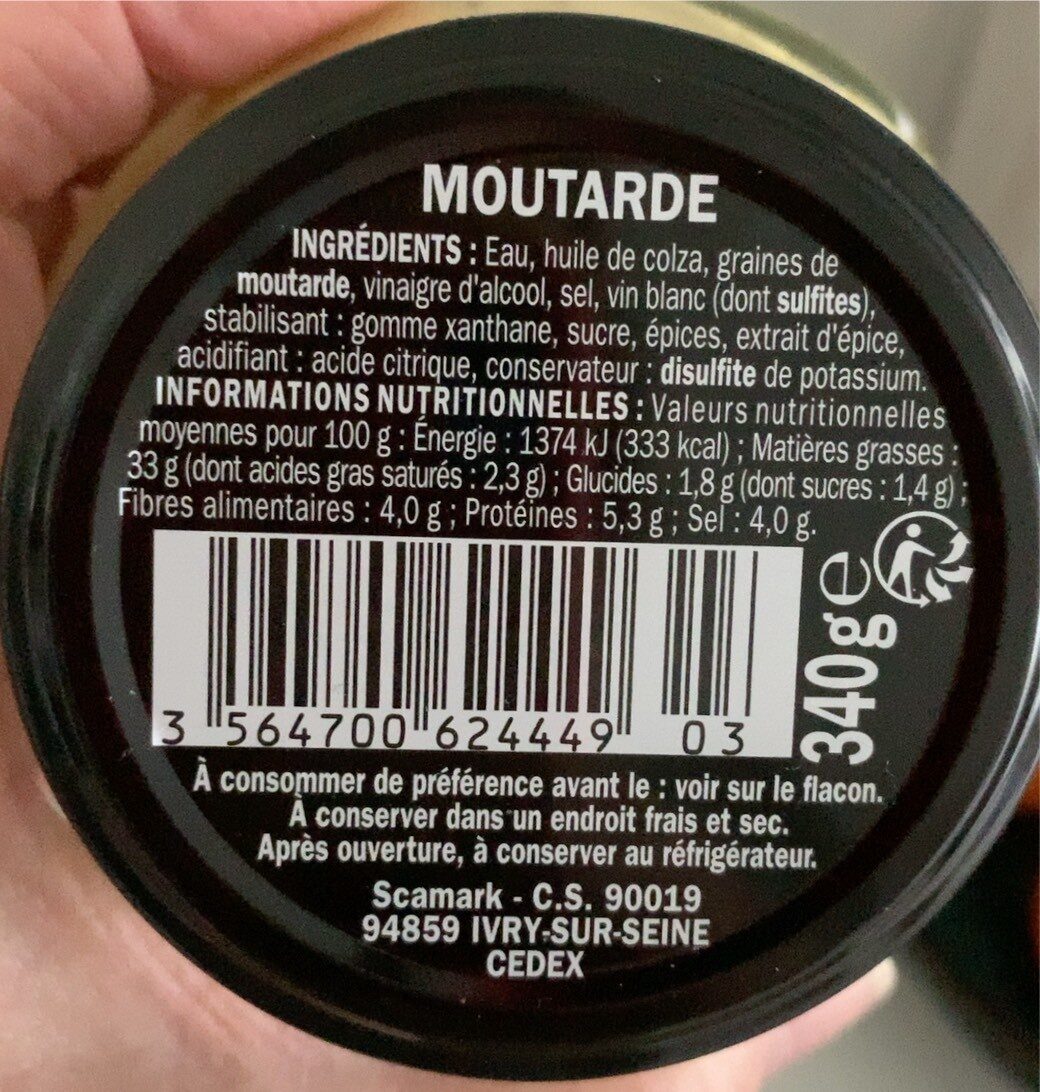 MOUTARDE
INGRÉDIENTS : Eau, huile de colza, graines de
moutarde, vinaigre d'alcool, sel, vin blanc (dont sulfites),
stabilisant : gomme xanthane, sucre, épices, extrait d'épice,
acidifiant : acide citrique, conservateur : disulfite de potassium.
INFORMATIONS NUTRITIONNELLES : Valeurs nutritionnelles
moyennes pour 100 g : Énergie : 1374 kJ (333 kcal) ; Matières grasses :
33 g (dont acides gras saturés : 2,3 g) ; Glucides : 1,8 g (dont sucres : 1,4 g) ;
Fibres alimentaires : 4,0 g ; Protéines : 5,3 g ; Sel : 4,0 g.
3 564700 624449 03
340g e
À consommer de préférence avant le : voir sur le flacon.
À conserver dans un endroit frais et sec.
Après ouverture, à conserver au réfrigérateur.
Scamark - C.S. 90019
94859 IVRY-SUR-SEINE
CEDEX